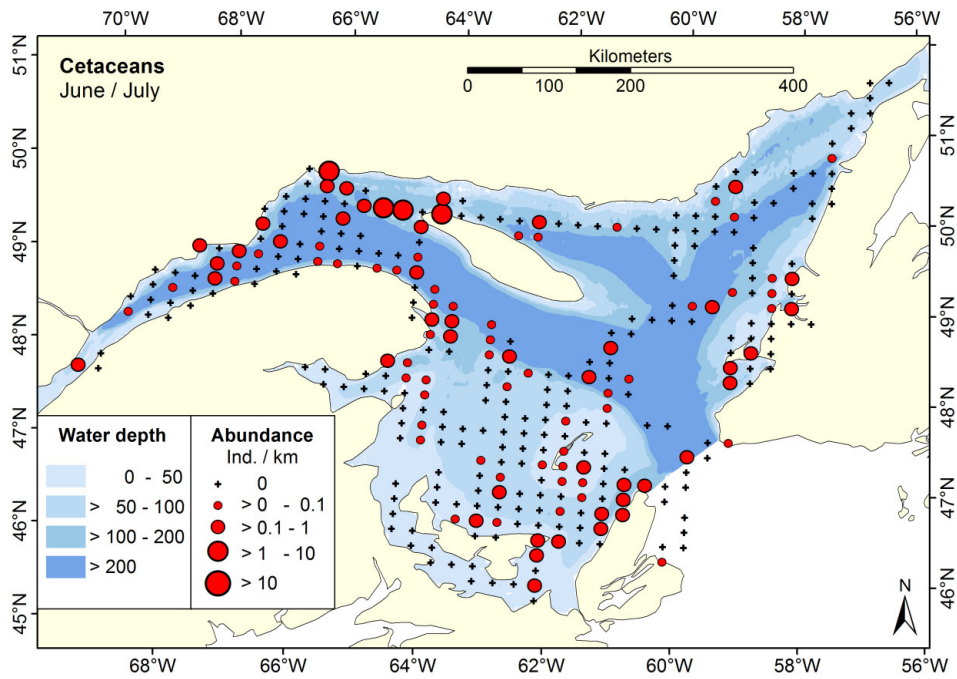 70°W 68°W 66°W 64°W 62°W 60°W 58°W 56°W
Cetaceans
June / July
Kilometers
0 100 200 400
51°N
50°N
49°N
48°N
47°N
46°N
45°N
51°N
50°N
49°N
48°N
47°N
46°N
Water depth
0 - 50
> 50 - 100
> 100 - 200
> 200
Abundance
Ind. / km
0
> 0 - 0.1
> 0.1 - 1
> 1 - 10
> 10
N
68°W 66°W 64°W 62°W 60°W 58°W 56°W